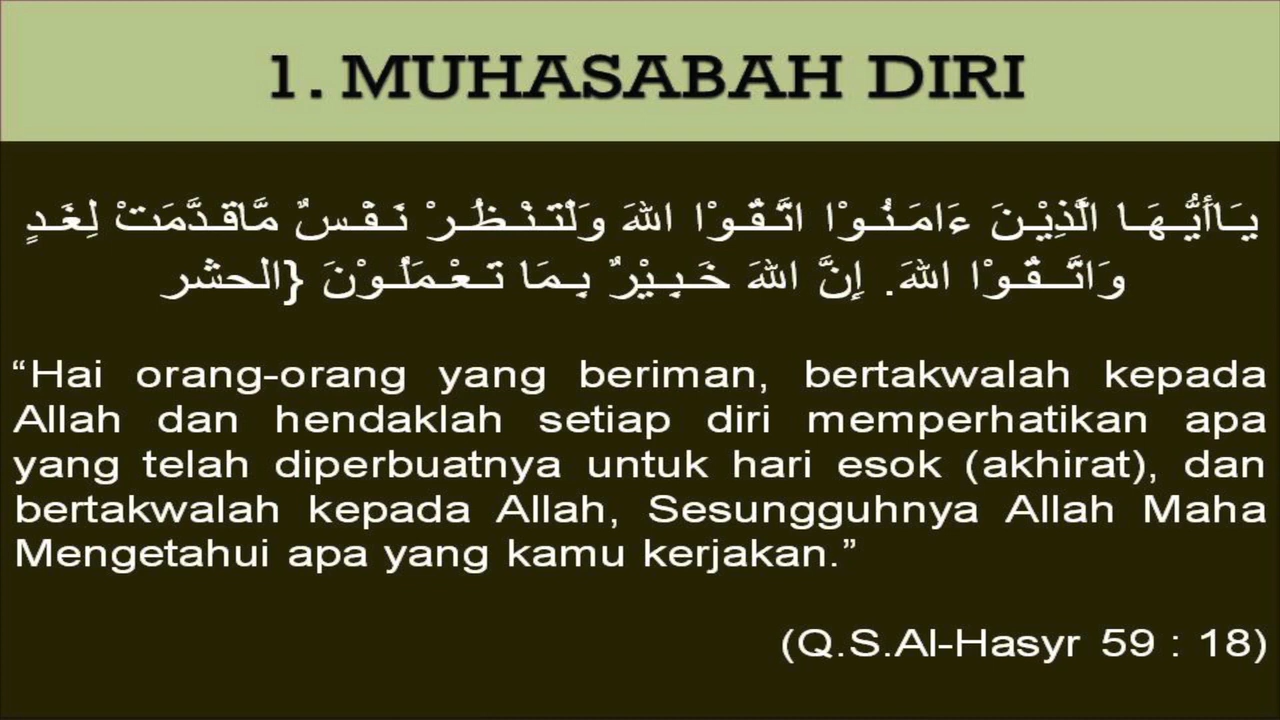 1. MUHASABAH DIRI
يَاأَيُّهَا الَّذِيْنَ ءَامَنُوْا اتَّقُوْا اللهَ وَلْتَنْظُرْ نَفْسٌ مَّاقَدَّمَتْ لِغَدٍ
وَاتَّقُوْا اللهَ. إِنَّ اللهَ خَبِيْرٌ بِمَا تَعْمَلُوْنَ {الحشر
“Hai orang-orang yang beriman, bertakwalah kepada
Allah dan hendaklah setiap diri memperhatikan apa
yang telah diperbuatnya untuk hari esok (akhirat), dan
bertakwalah kepada Allah, Sesungguhnya Allah Maha
Mengetahui apa yang kamu kerjakan.”
(Q.S.Al-Hasyr 59 : 18)